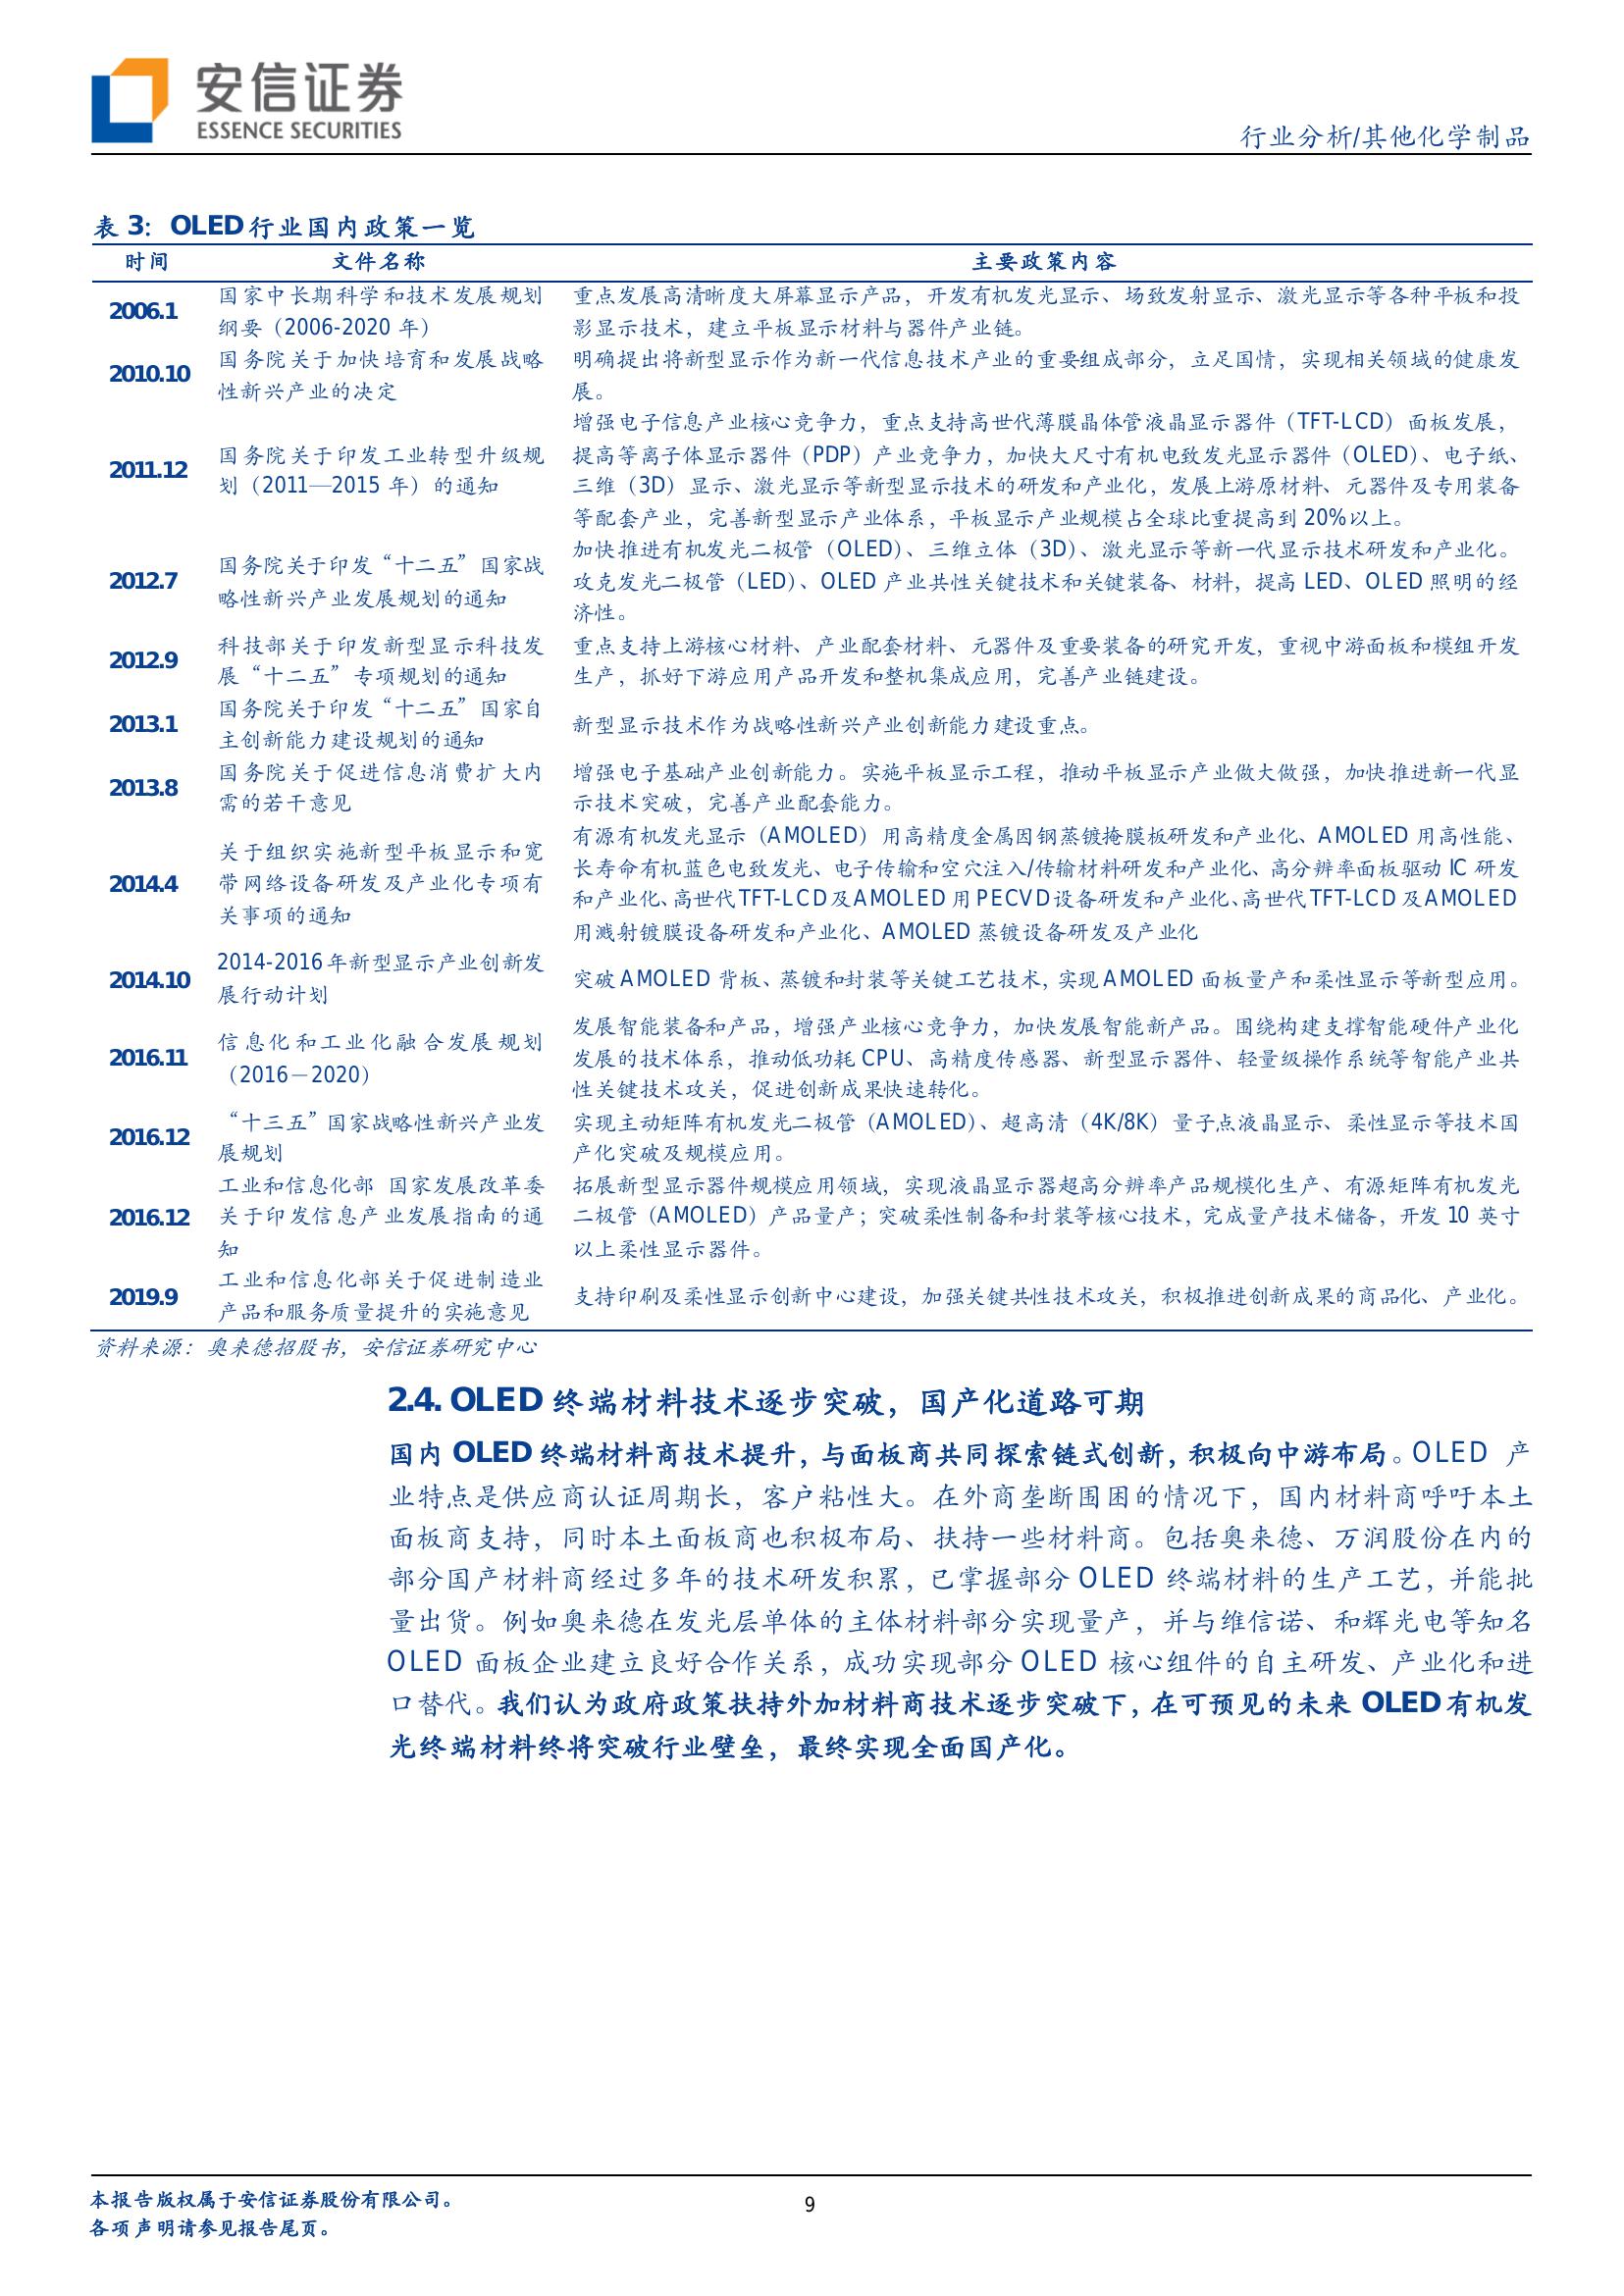 安信证券
ESSENCE SECURITIES
行业分析/其他化学制品
表 3：OLED行业国内政策一览
时间 文件名称 主要政策内容
2006.1
国家中长期科学和技术发展规划
纲要（2006-2020 年）
重点发展高清晰度大屏幕显示产品，开发有机发光显示、场致发射显示、激光显示等各种平板和投
影显示技术，建立平板显示材料与器件产业链。
2010.10
国务院关于加快培育和发展战略
性新兴产业的决定
明确提出将新型显示作为新一代信息技术产业的重要组成部分，立足国情，实现相关领域的健康发
展。
2011.12
国务院关于印发工业转型升级规
划（2011—2015 年）的通知
增强电子信息产业核心竞争力，重点支持高世代薄膜晶体管液晶显示器件（TFT-LCD）面板发展，
提高等离子体显示器件（PDP）产业竞争力，加快大尺寸有机电致发光显示器件（OLED）、电子纸、
三维（3D）显示、激光显示等新型显示技术的研发和产业化，发展上游原材料、元器件及专用装备
等配套产业，完善新型显示产业体系，平板显示产业规模占全球比重提高到 20%以上。
2012.7
国务院关于印发“十二五”国家战
略性新兴产业发展规划的通知
加快推进有机发光二极管（OLED）、三维立体（3D）、激光显示等新一代显示技术研发和产业化。
攻克发光二极管（LED）、OLED 产业共性关键技术和关键装备、材料，提高 LED、OLED 照明的经
济性。
2012.9
科技部关于印发新型显示科技发
展“十二五”专项规划的通知
重点支持上游核心材料、产业配套材料、元器件及重要装备的研究开发，重视中游面板和模组开发
生产，抓好下游应用产品开发和整机集成应用，完善产业链建设。
2013.1
国务院关于印发“十二五”国家自
主创新能力建设规划的通知
新型显示技术作为战略性新兴产业创新能力建设重点。
2013.8
国务院关于促进信息消费扩大内
需的若干意见
增强电子基础产业创新能力。实施平板显示工程，推动平板显示产业做大做强，加快推进新一代显
示技术突破，完善产业配套能力。
2014.4
关于组织实施新型平板显示和宽
带网络设备研发及产业化专项有
关事项的通知
有源有机发光显示（AMOLED）用高精度金属因钢蒸镀掩膜板研发和产业化、AMOLED 用高性能、
长寿命有机蓝色电致发光、电子传输和空穴注入/传输材料研发和产业化、高分辨率面板驱动 IC 研发
和产业化、高世代TFT-LCD及AMOLED 用PECVD设备研发和产业化、高世代TFT-LCD 及AMOLED
用溅射镀膜设备研发和产业化、AMOLED 蒸镀设备研发及产业化
2014.10
2014-2016年新型显示产业创新发
展行动计划
突破AMOLED 背板、蒸镀和封装等关键工艺技术，实现AMOLED 面板量产和柔性显示等新型应用。
2016.11
信息化和工业化融合发展规划
（2016－2020）
发展智能装备和产品，增强产业核心竞争力，加快发展智能新产品。围绕构建支撑智能硬件产业化
发展的技术体系，推动低功耗 CPU、高精度传感器、新型显示器件、轻量级操作系统等智能产业共
性关键技术攻关，促进创新成果快速转化。
2016.12
“十三五”国家战略性新兴产业发
展规划
实现主动矩阵有机发光二极管（AMOLED）、超高清（4K/8K）量子点液晶显示、柔性显示等技术国
产化突破及规模应用。
2016.12
工业和信息化部 国家发展改革委
关于印发信息产业发展指南的通
知
拓展新型显示器件规模应用领域，实现液晶显示器超高分辨率产品规模化生产、有源矩阵有机发光
二极管（AMOLED）产品量产；突破柔性制备和封装等核心技术，完成量产技术储备，开发 10 英寸
以上柔性显示器件。
2019.9
工业和信息化部关于促进制造业
产品和服务质量提升的实施意见
支持印刷及柔性显示创新中心建设，加强关键共性技术攻关，积极推进创新成果的商品化、产业化。
资料来源：奥来德招股书，安信证券研究中心
2.4. OLED 终端材料技术逐步突破，国产化道路可期
国内 OLED 终端材料商技术提升，与面板商共同探索链式创新，积极向中游布局。OLED 产
业特点是供应商认证周期长，客户粘性大。在外商垄断围困的情况下，国内材料商呼吁本土
面板商支持，同时本土面板商也积极布局、扶持一些材料商。包括奥来德、万润股份在内的
部分国产材料商经过多年的技术研发积累，已掌握部分 OLED 终端材料的生产工艺，并能批
量出货。例如奥来德在发光层单体的主体材料部分实现量产，并与维信诺、和辉光电等知名
OLED 面板企业建立良好合作关系，成功实现部分 OLED 核心组件的自主研发、产业化和进
口替代。我们认为政府政策扶持外加材料商技术逐步突破下，在可预见的未来 OLED有机发
光终端材料终将突破行业壁垒，最终实现全面国产化。
本报告版权属于安信证券股份有限公司。
各项声明请参见报告尾页。
9